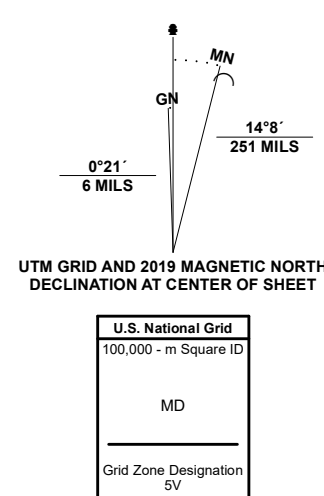 MN
GN
14°8´
251 MILS
0°21´
6 MILS
UTM GRID AND 2019 MAGNETIC NORTH
DECLINATION AT CENTER OF SHEET
U.S. National Grid
100,000 - m Square ID
MD
Grid Zone Designation
5V